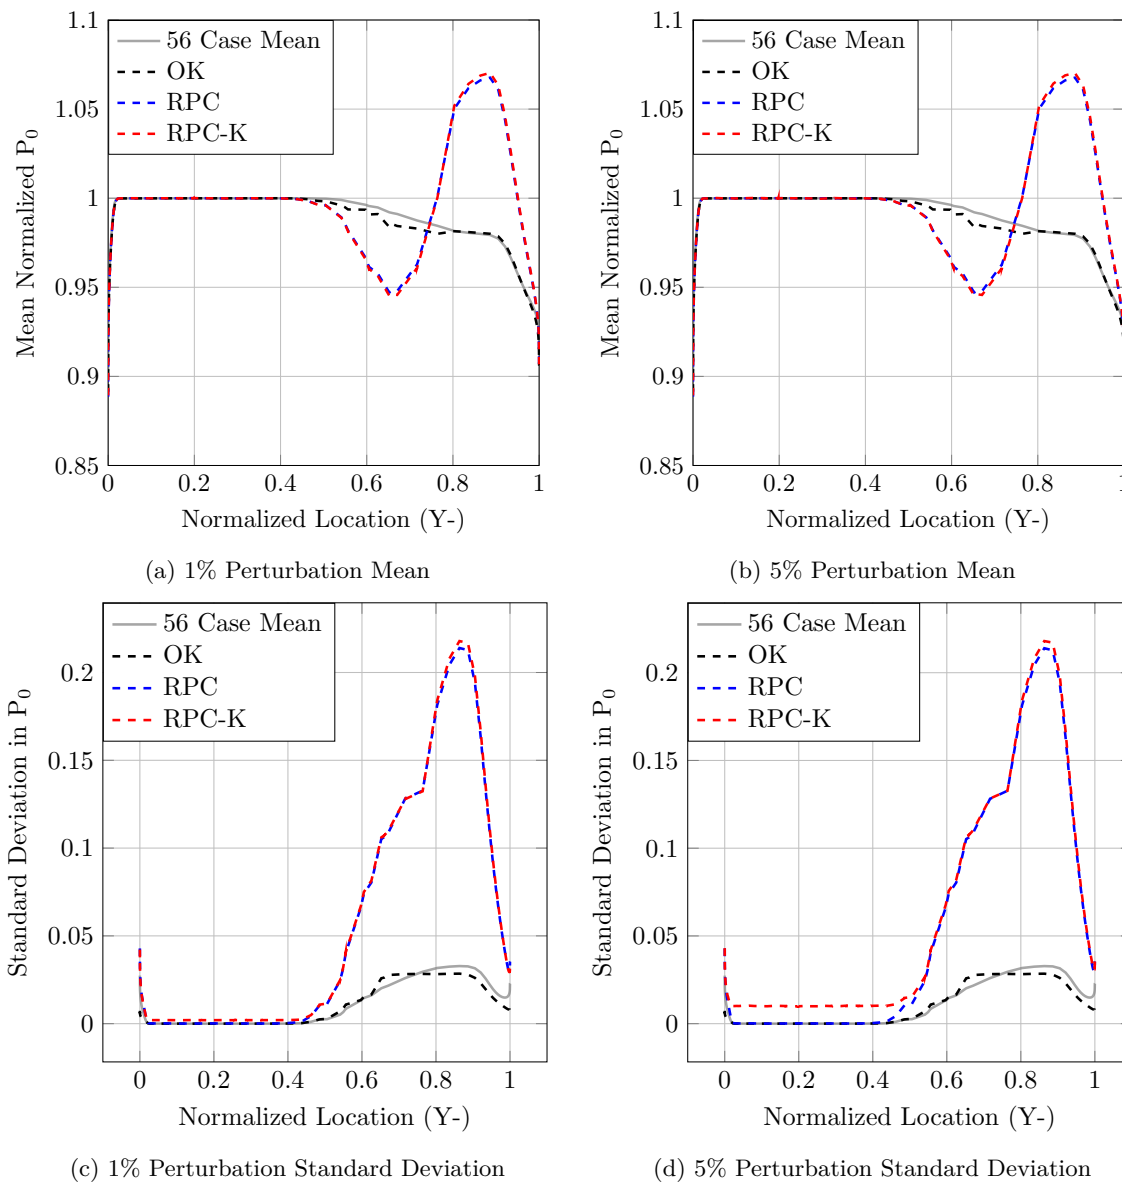 1.1
1.05
1
0.95
0.9
0.85
0
0.2
0.4
0.6
0.8
1
Mean Normalized P0
Normalized Location (Y-)
56 Case Mean
OK
RPC
RPC-K
(a) 1% Perturbation Mean
1.1
1.05
1
0.95
0.9
0.85
0
0.2
0.4
0.6
0.8
1
Mean Normalized P0
Normalized Location (Y-)
56 Case Mean
OK
RPC
RPC-K
(b) 5% Perturbation Mean
0.2
0.15
0.1
0.05
0
0
0.2
0.4
0.6
0.8
1
Standard Deviation in P0
Normalized Location (Y-)
56 Case Mean
OK
RPC
RPC-K
(c) 1% Perturbation Standard Deviation
0.2
0.15
0.1
0.05
0
0
0.2
0.4
0.6
0.8
1
Standard Deviation in P0
Normalized Location (Y-)
56 Case Mean
OK
RPC
RPC-K
(d) 5% Perturbation Standard Deviation